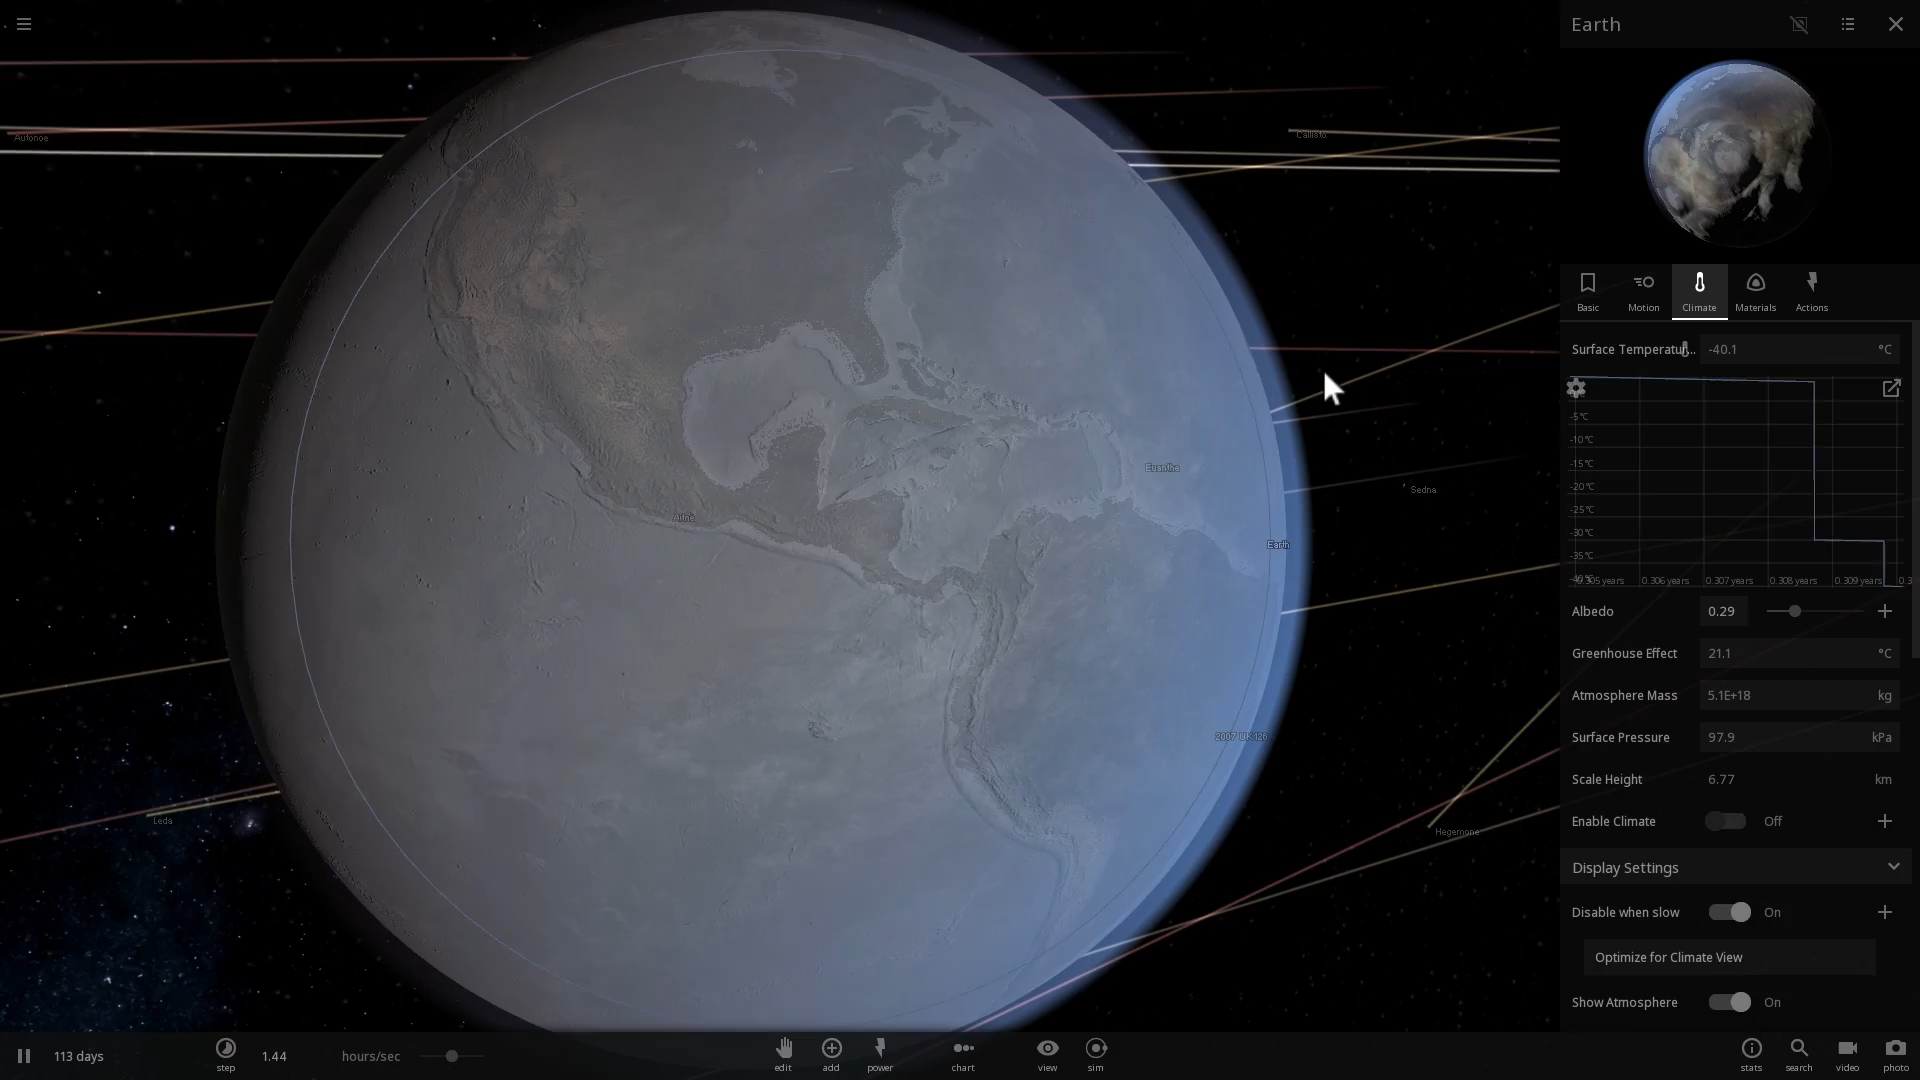 Earth
Autonoe
Callisto
Basic
Motion
Climate
Materials
Actions
Surface Temperatur...
-40.1
°C
-5°C
-10°C
-15°C
-20°C
-25°C
-30°C
-35°C
0.306 years
0.307 years
0.308 years
0.309 years
Euanthe
Sedna
Aitne
Earth
Albedo
0.29
Greenhouse Effect
21.1
°C
Atmosphere Mass
5.1E+18
kg
Surface Pressure
97.9
kPa
2007 UK126
Scale Height
6.77
km
Leda
Enable Climate
Off
Hegemone
Display Settings
Disable when slow
On
Optimize for Climate View
Show Atmosphere
On
113 days
step
1.44
hours/sec
edit
add
power
chart
view
sim
stats
search
video
photo